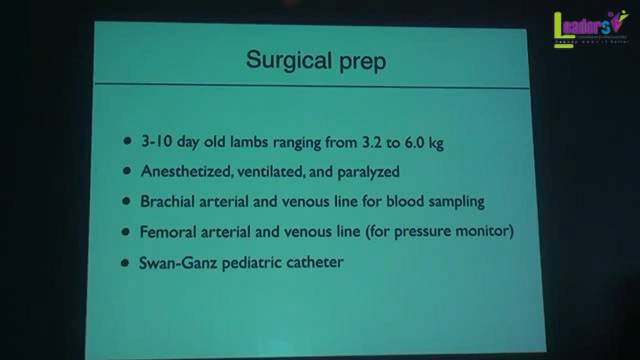 Leaders
Surgical prep
• 3-10 day old lambs ranging from 3.2 to 6.0 kg
• Anesthetized, ventilated, and paralyzed
• Brachial arterial and venous line for blood sampling
• Femoral arterial and venous line (for pressure monitor)
• Swan-Ganz pediatric catheter